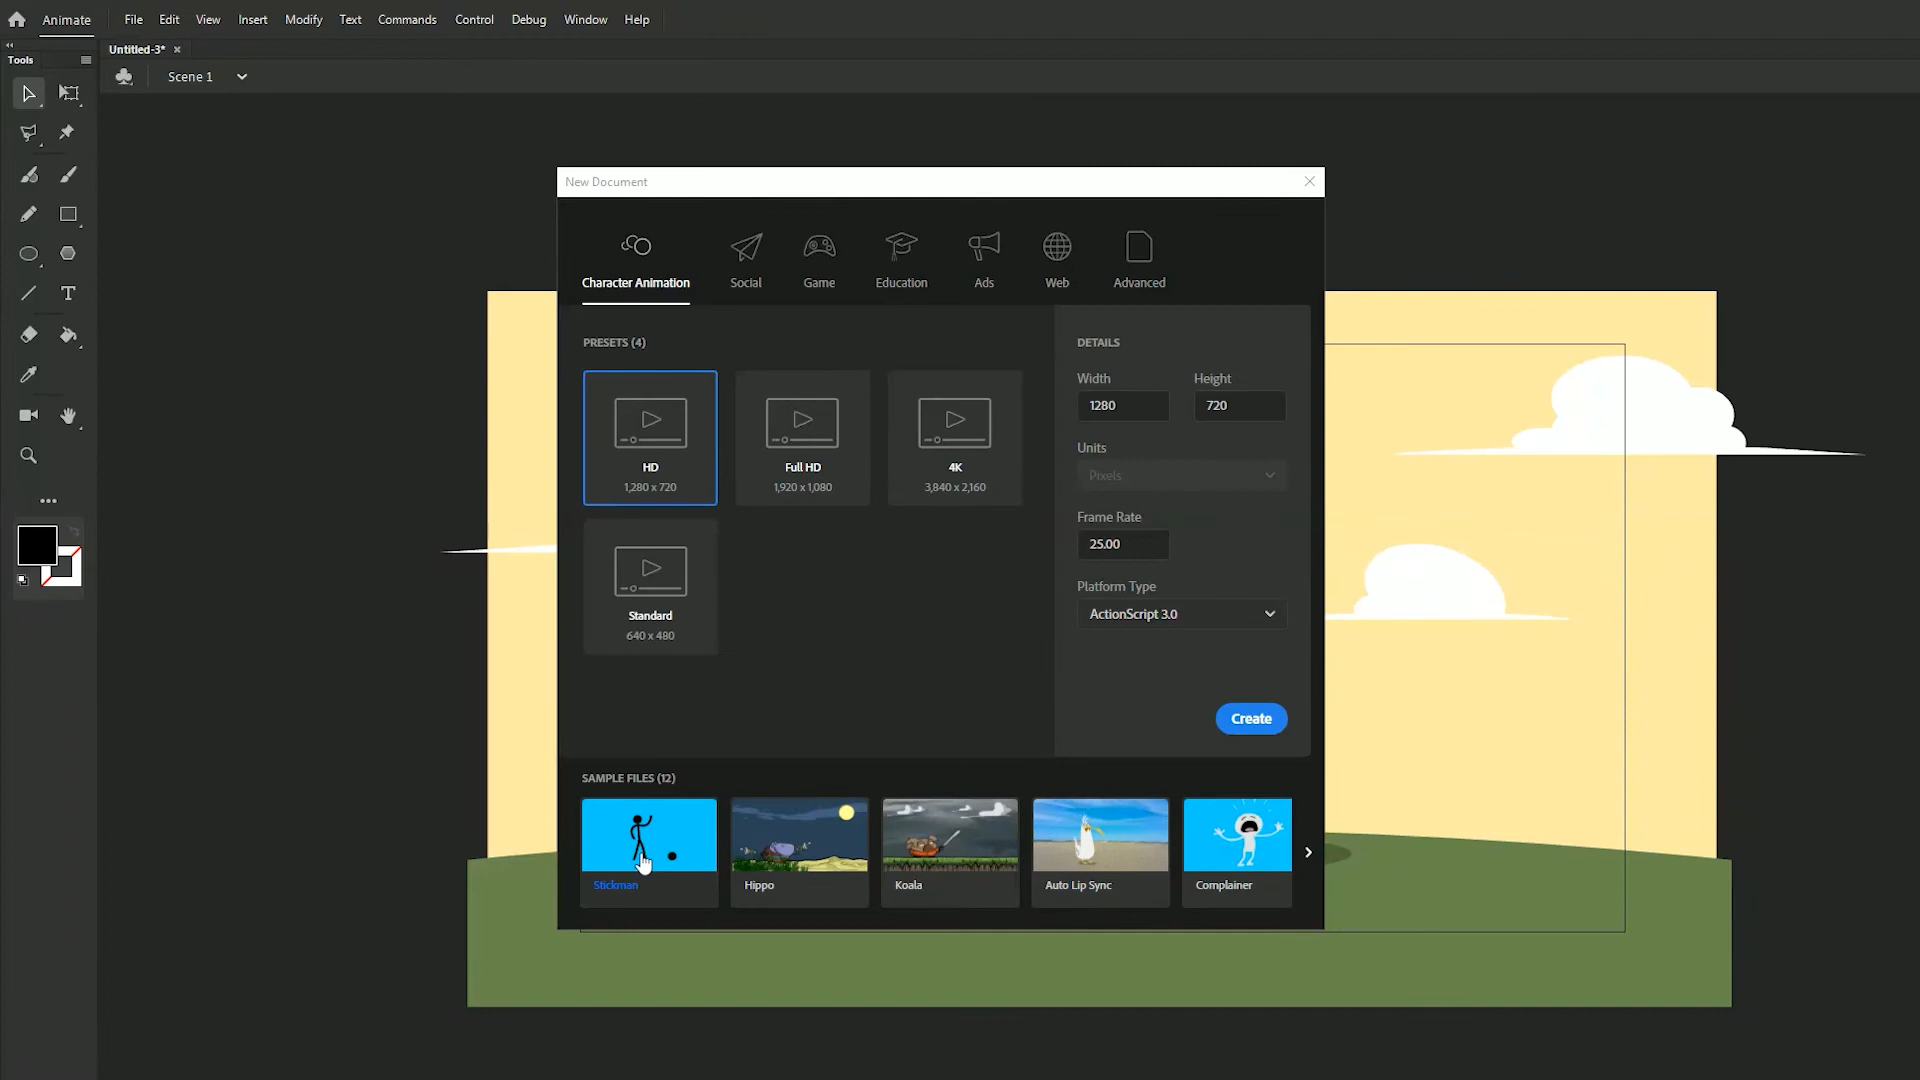 Animate File Edit View Insert Modify Text Commands Control Debug Window Help
Untitled-3*
Tools
Scene 1
New Document
Character Animation Social Game Education Ads Web Advanced
PRESETS (4)
HD
1,280 x 720
Full HD
1,920 x 1,080
4K
3,840 x 2,160
Standard
640 x 480
DETAILS
Width Height
1280 720
Units
Pixels
Frame Rate
25.00
Platform Type
ActionScript 3.0
Create
SAMPLE FILES (12)
Stickman Hippo Koala Auto Lip Sync Complainer